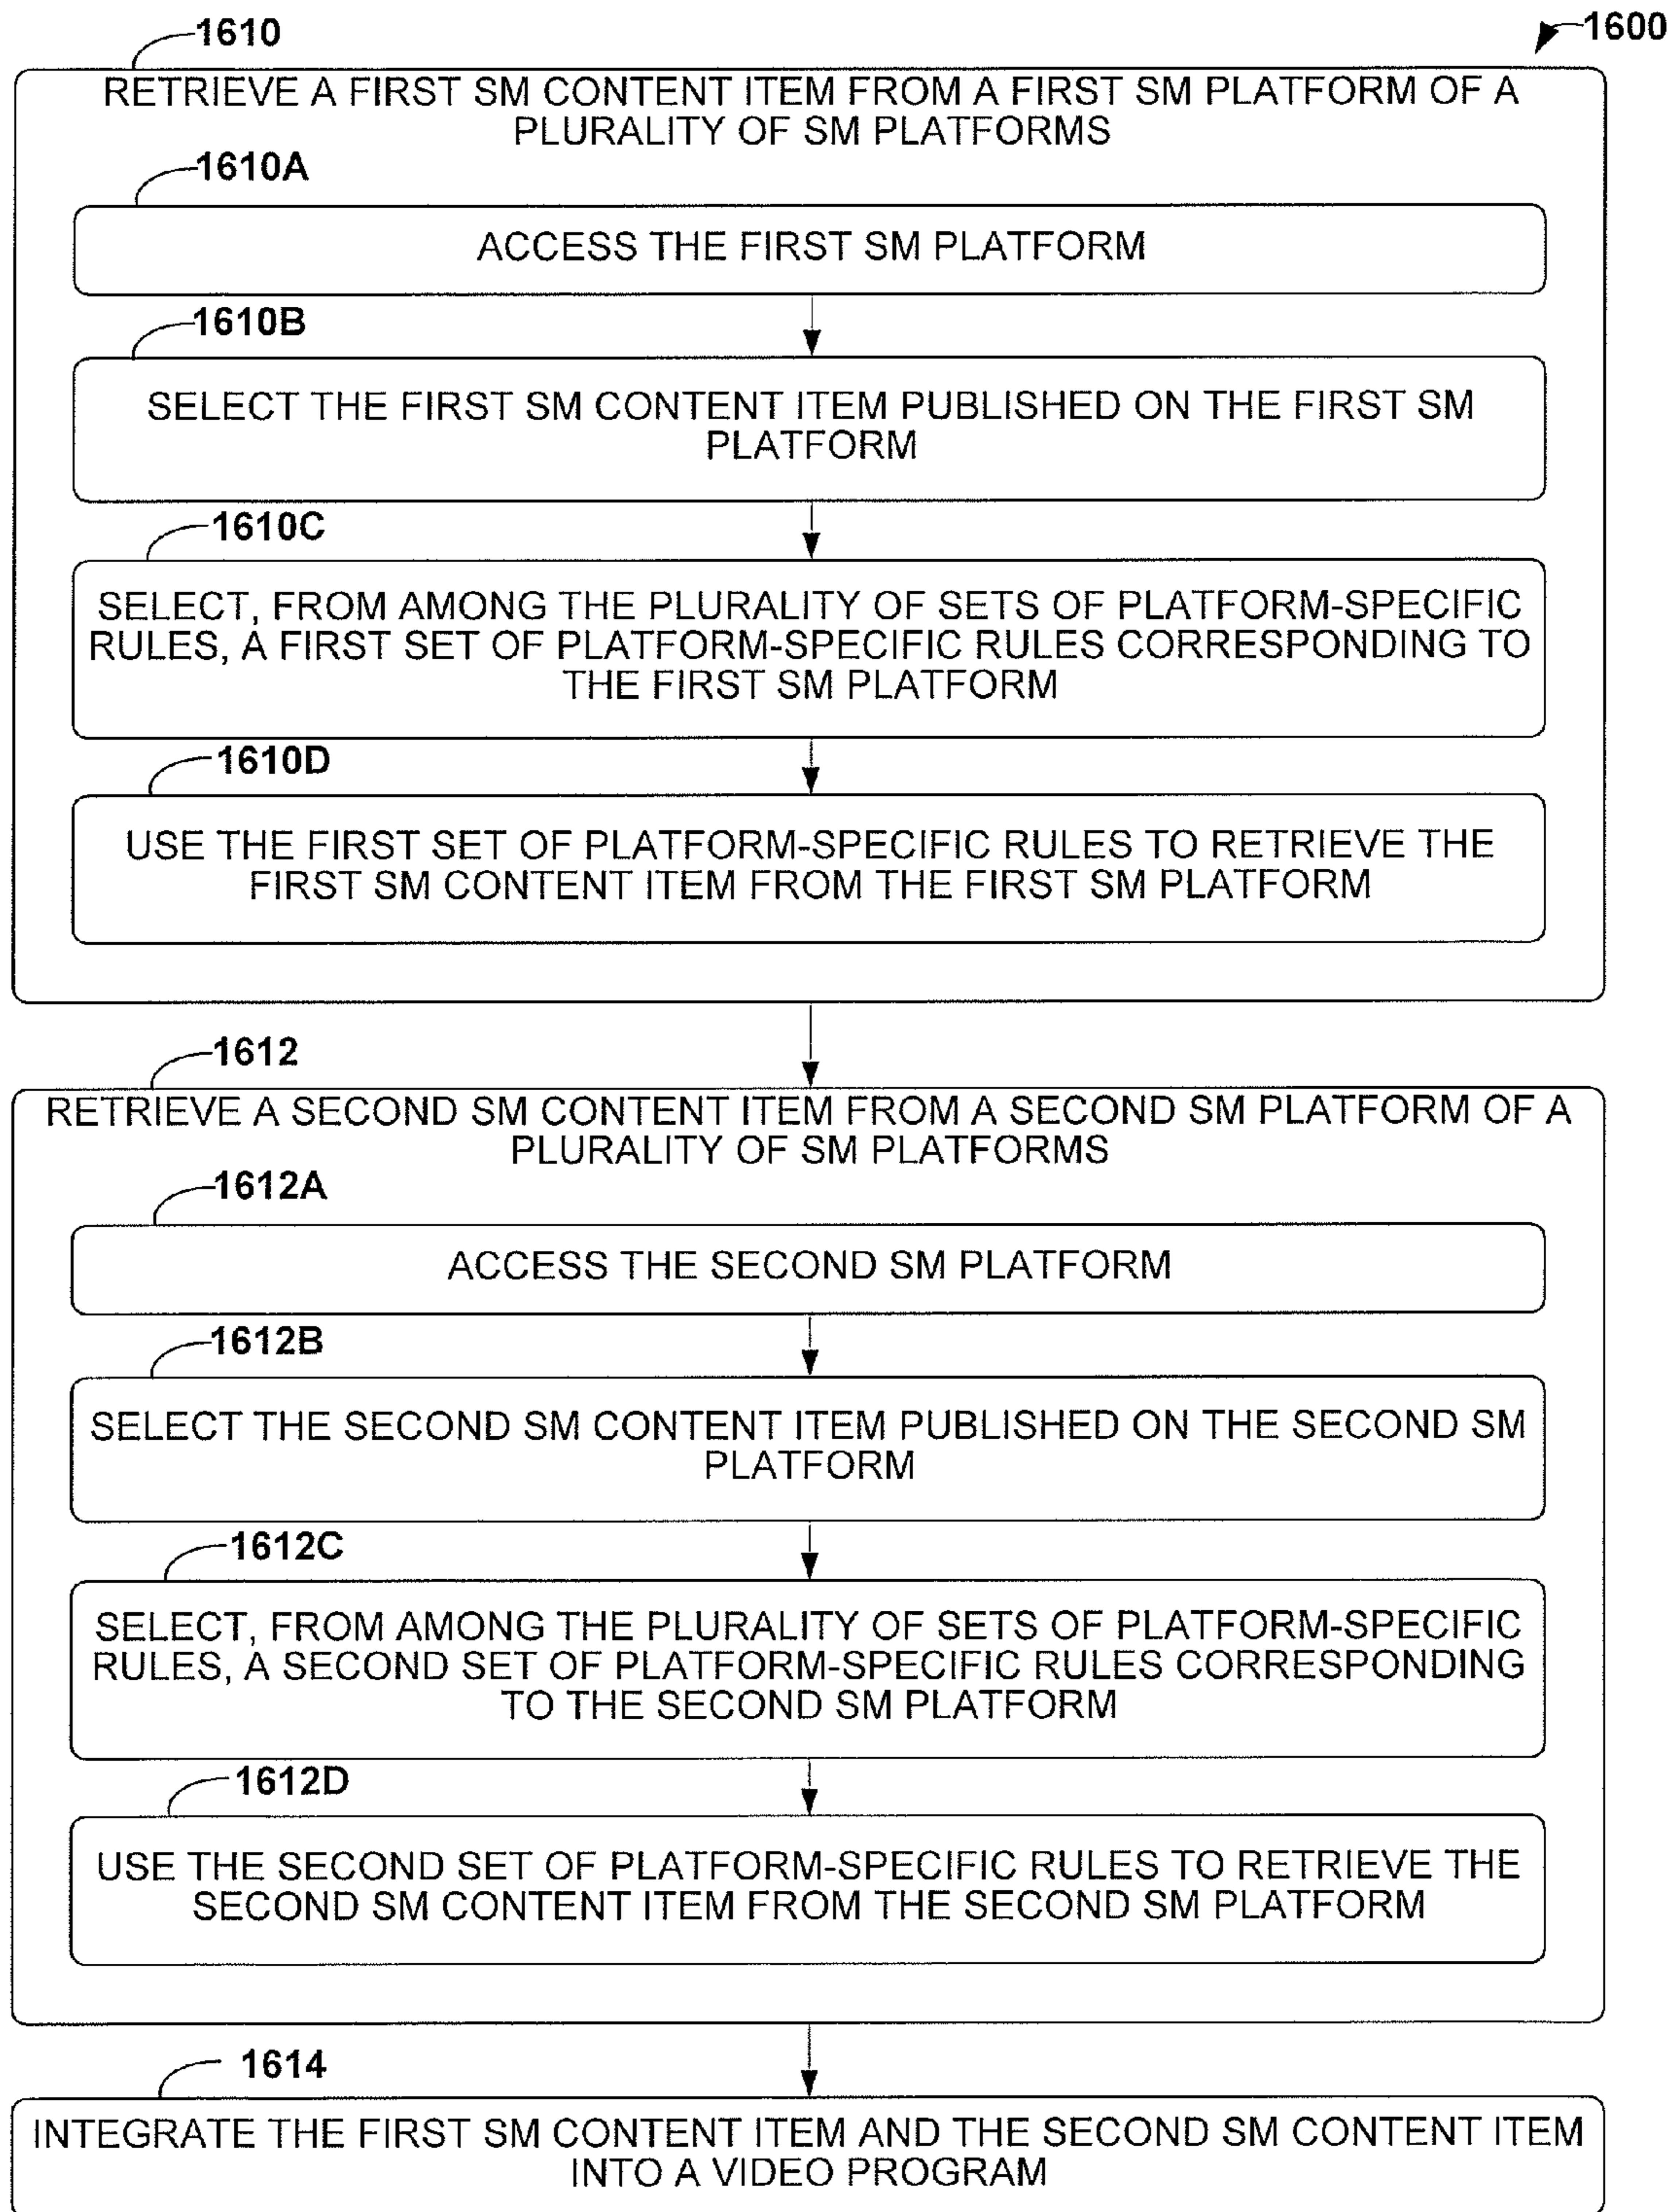 1610
1600
RETRIEVE A FIRST SM CONTENT ITEM FROM A FIRST SM PLATFORM OF A
PLURALITY OF SM PLATFORMS
1610A
ACCESS THE FIRST SM PLATFORM
1610B
SELECT THE FIRST SM CONTENT ITEM PUBLISHED ON THE FIRST SM
PLATFORM
1610C
SELECT, FROM AMONG THE PLURALITY OF SETS OF PLATFORM-SPECIFIC
RULES, A FIRST SET OF PLATFORM-SPECIFIC RULES CORRESPONDING TO
THE FIRST SM PLATFORM
1610D
USE THE FIRST SET OF PLATFORM-SPECIFIC RULES TO RETRIEVE THE
FIRST SM CONTENT ITEM FROM THE FIRST SM PLATFORM
1612
RETRIEVE A SECOND SM CONTENT ITEM FROM A SECOND SM PLATFORM OF A
PLURALITY OF SM PLATFORMS
1612A
ACCESS THE SECOND SM PLATFORM
1612B
SELECT THE SECOND SM CONTENT ITEM PUBLISHED ON THE SECOND SM
PLATFORM
1612C
SELECT, FROM AMONG THE PLURALITY OF SETS OF PLATFORM-SPECIFIC
RULES, A SECOND SET OF PLATFORM-SPECIFIC RULES CORRESPONDING
TO THE SECOND SM PLATFORM
1612D
USE THE SECOND SET OF PLATFORM-SPECIFIC RULES TO RETRIEVE THE
SECOND SM CONTENT ITEM FROM THE SECOND SM PLATFORM
1614
INTEGRATE THE FIRST SM CONTENT ITEM AND THE SECOND SM CONTENT ITEM
INTO A VIDEO PROGRAM